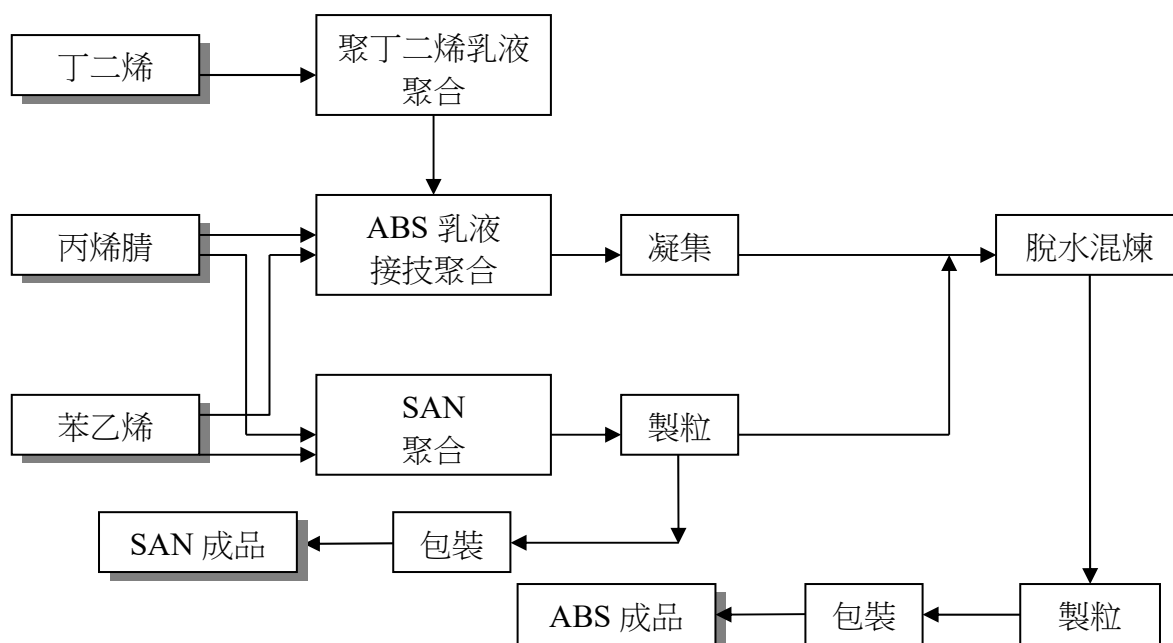 丁二烯
聚丁二烯乳液
聚合
丙烯腈
ABS 乳液
接技聚合
凝集
脫水混煉
苯乙烯
SAN
聚合
製粒
SAN 成品
包裝
ABS 成品
包裝
製粒